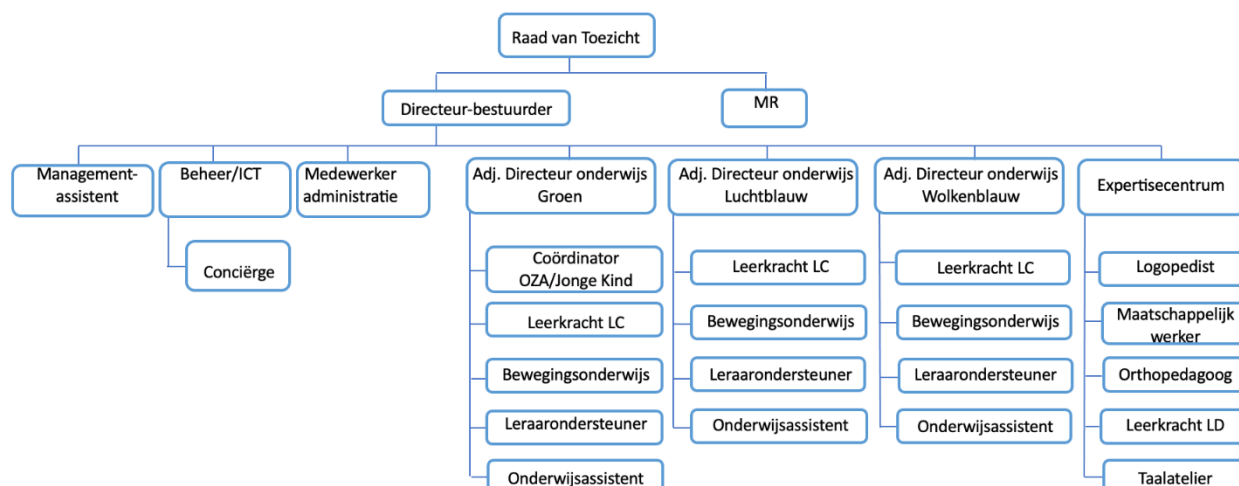 Raad van Toezicht
Directeur-bestuurder
MR
Management-
assistent
Beheer/ICT
Medewerker
administratie
Adj. Directeur onderwijs
Groen
Adj. Directeur onderwijs
Luchtblauw
Adj. Directeur onderwijs
Wolkenblauw
Expertisecentrum
Conciërge
Coördinator
OZA/Jonge Kind
Leerkracht LC
Bewegingsonderwijs
Leraarondersteuner
Onderwijsassistent
Leerkracht LC
Bewegingsonderwijs
Leraarondersteuner
Onderwijsassistent
Leerkracht LC
Bewegingsonderwijs
Leraarondersteuner
Onderwijsassistent
Logopedist
Maatschappelijk
werker
Orthopedagoog
Leerkracht LD
Taalatelier